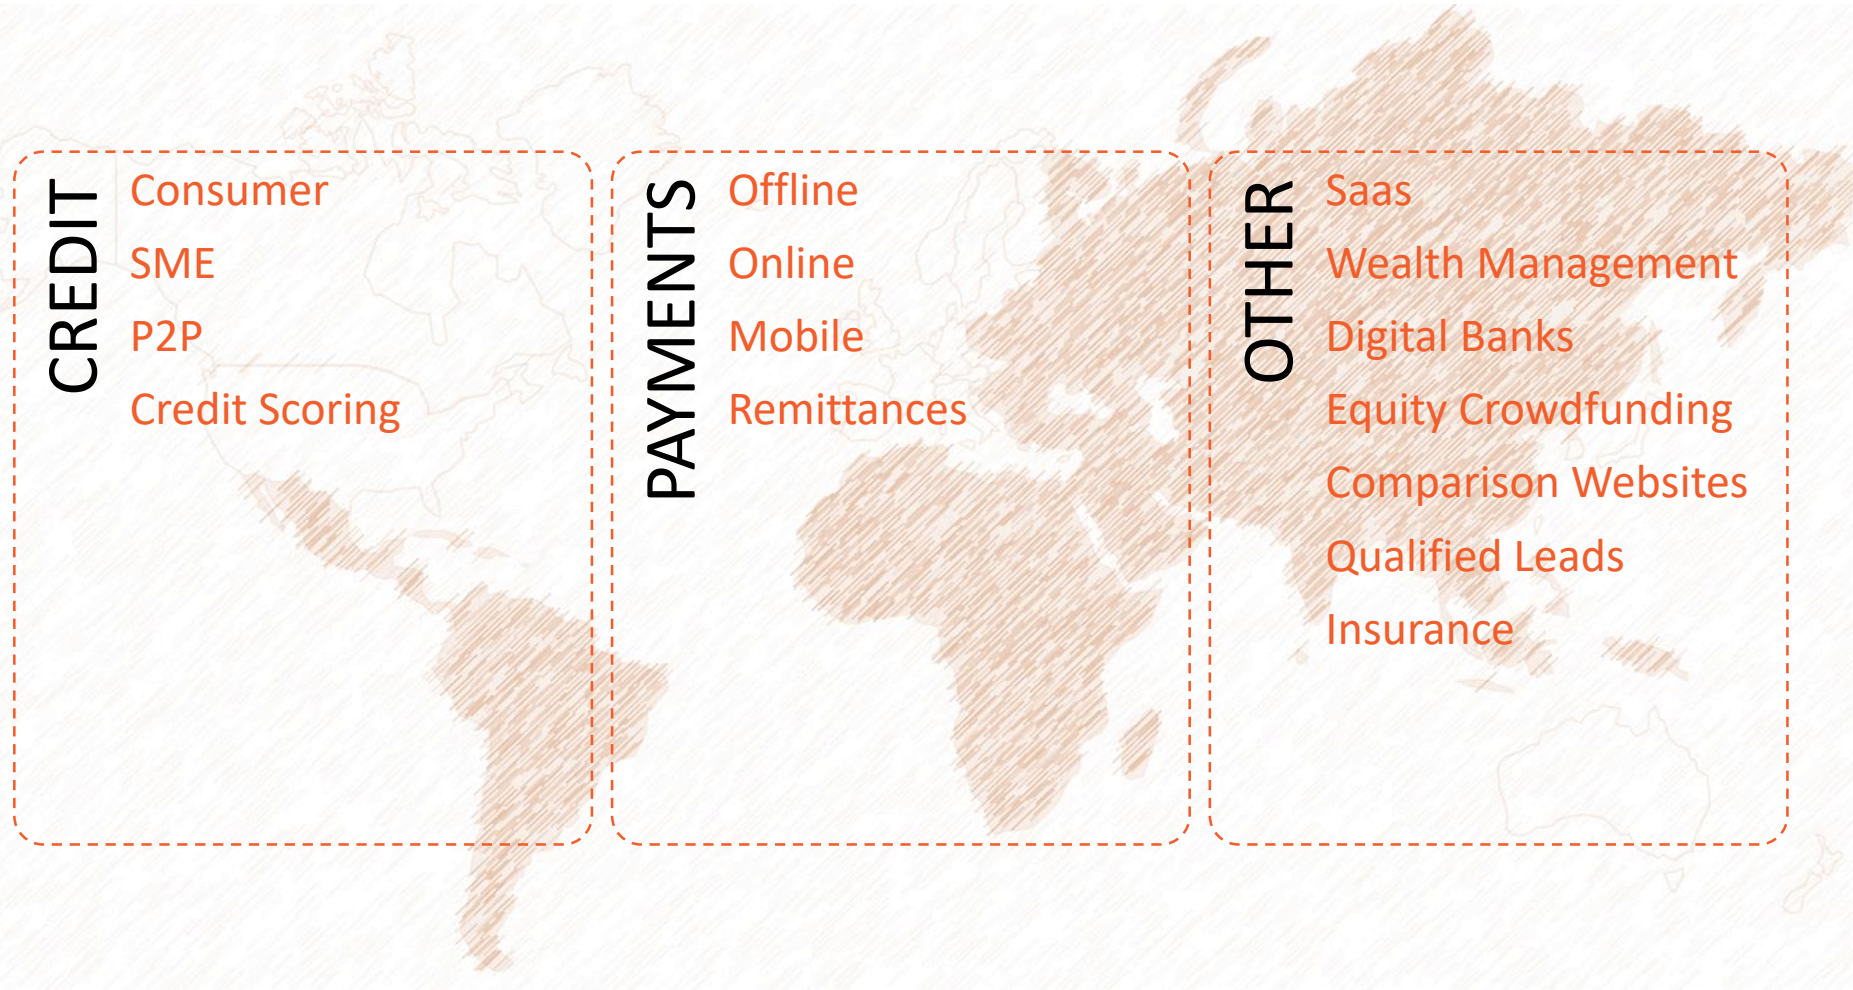 CREDIT
Consumer
SME
P2P
Credit Scoring
PAYMENTS
Offline
Online
Mobile
Remittances
OTHER
Saas
Wealth Management
Digital Banks
Equity Crowdfunding
Comparison Websites
Qualified Leads
Insurance